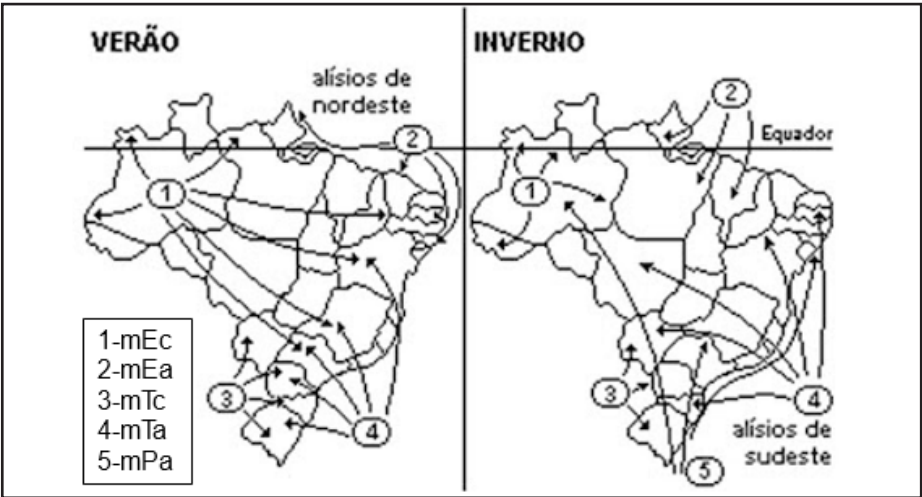 VERÃO
alísios de
nordeste
2
1
3
4
1-mEc
2-mEa
3-mTc
4-mTa
5-mPa
INVERNO
2
Equador
1
3
4
alísios de
sudeste
5